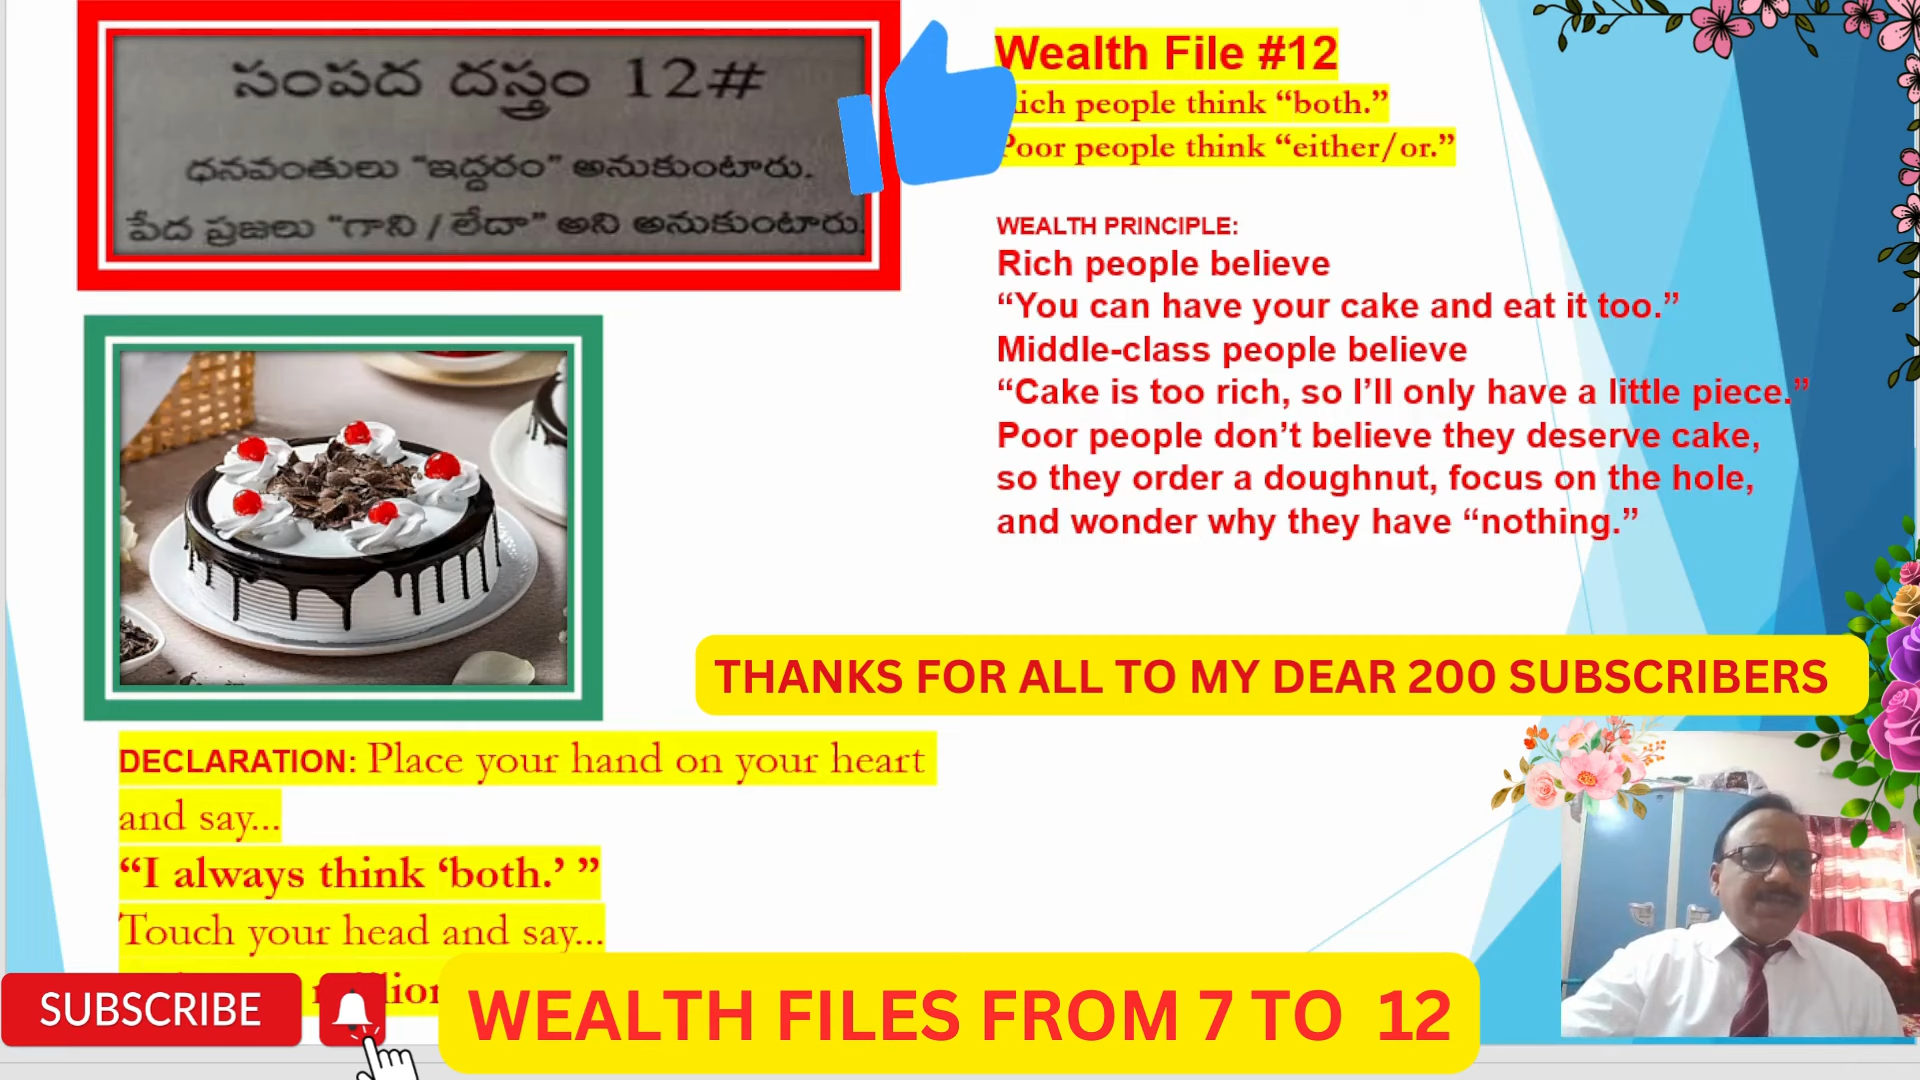 సంపద దస్త్రం 12#
ధనవంతులు “ఇద్దరం” అనుకుంటారు.
పేద ప్రజలు “గాని / లేదా” అని అనుకుంటారు.
Wealth File #12
people think “both.”
people think “either/or.”
WEALTH PRINCIPLE:
Rich people believe
“You can have your cake and eat it too.”
Middle-class people believe
“Cake is too rich, so I’ll only have a little piece.”
Poor people don’t believe they deserve cake,
so they order a doughnut, focus on the hole,
and wonder why they have “nothing.”
THANKS FOR ALL TO MY DEAR 200 SUBSCRIBERS
DECLARATION: Place your hand on your heart
and say...
“I always think ‘both.’ ”
Touch your head and say...
SUBSCRIBE
WEALTH FILES FROM 7 TO 12